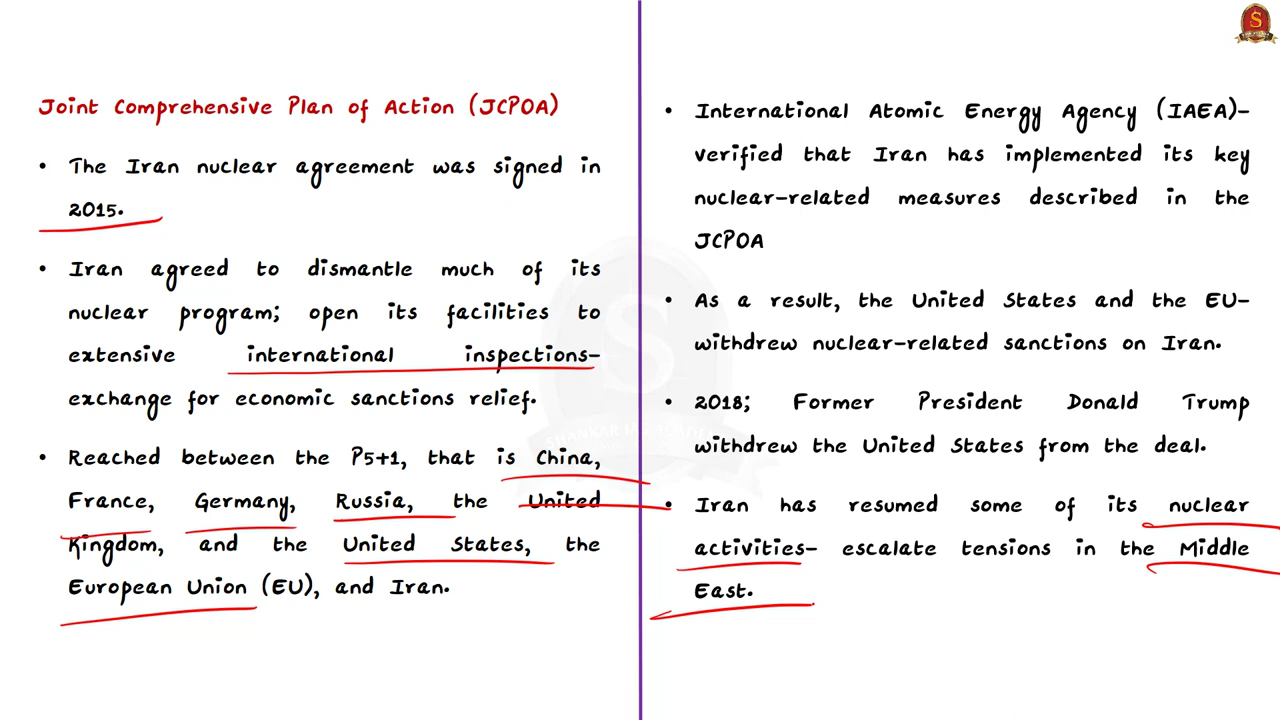 Joint Comprehensive Plan of Action (JCPOA)
• The Iran nuclear agreement was signed in
2015.
• Iran agreed to dismantle much of its
nuclear program; open its facilities to
extensive international inspections-
exchange for economic sanctions relief.
• Reached between the P5+1, that is China,
France, Germany, Russia, the United
Kingdom, and the United States, the
European Union (EU), and Iran.
• International Atomic Energy Agency (IAEA)-
verified that Iran has implemented its key
nuclear-related measures described in the
JCPOA
• As a result, the United States and the EU-
withdrew nuclear-related sanctions on Iran.
• 2018; Former President Donald Trump
withdrew the United States from the deal.
• Iran has resumed some of its nuclear
activities- escalate tensions in the Middle
East.
S
S